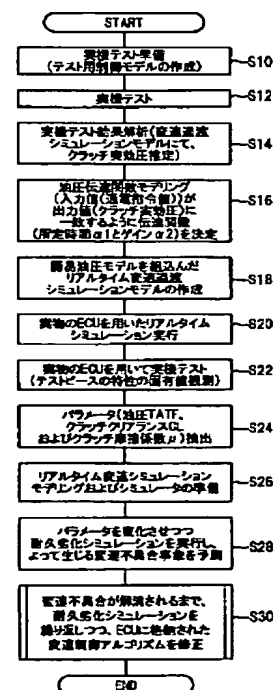 START
実機テスト準備
(テスト用制御モデルの作成)
S10
実機テスト
S12
実機テスト結果解析(変速過渡
シミュレーションモデルにて、
クラッチ実効圧推定)
S14
油圧伝達関数モデリング
(入力値(通電指令値))が
出力値(クラッチ実効圧)に
一致するように伝達関数
(所定時間α1とゲインα2)を決定
S16
簡易油圧モデルを組込んだ
リアルタイム変速過渡
シミュレーションモデルの作成
S18
実物のECUを用いたリアルタイム
シミュレーション実行
S20
実物のECUを用いて実機テスト
(テストピースの特性の固有値観測)
S22
パラメータ(油温TATF、
クラッチクリアランスCL
およびクラッチ摩擦係数μ)抽出
S24
リアルタイム変速シミュレーション
モデリングおよびシミュレータの準備
S26
パラメータを変化させつつ
耐久劣化シミュレーションを実行し、
よって生じる変速不具合事象を予測
S28
変速不具合が解消されるまで、
耐久劣化シミュレーションを
繰り返しつつ、ECUに格納された
変速制御アルゴリズムを修正
S30
END